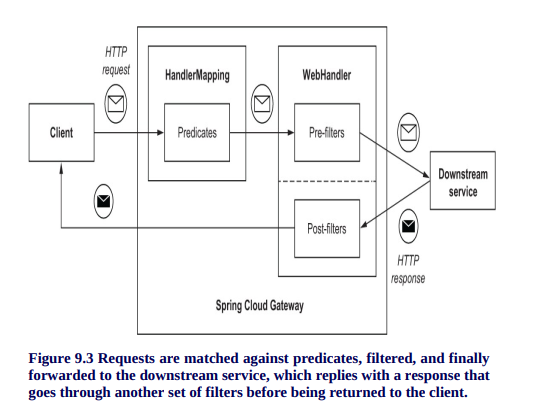 HTTP
request
HandlerMapping
WebHandler
Client
Predicates
Pre-filters
Downstream
service
Post-filters
HTTP
response
Spring Cloud Gateway
Figure 9.3 Requests are matched against predicates, filtered, and finally
forwarded to the downstream service, which replies with a response that
goes through another set of filters before being returned to the client.